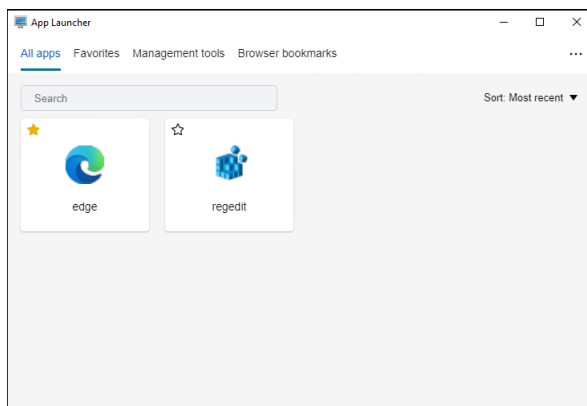 App Launcher
All apps Favorites Management tools Browser bookmarks
Search Sort: Most recent
edge regedit